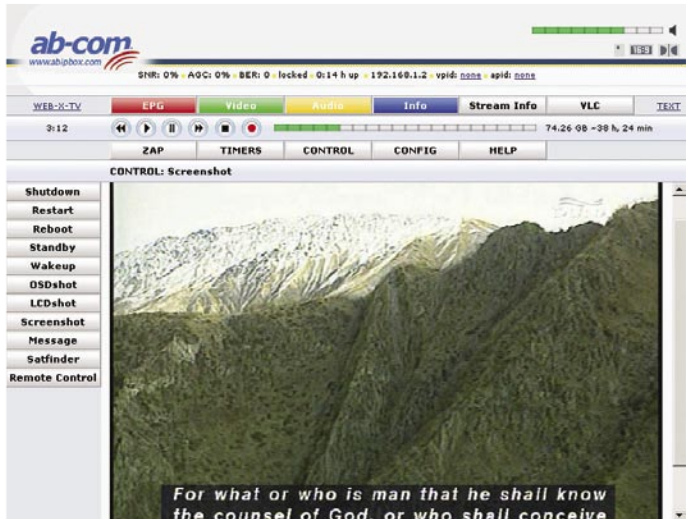 ab-com
www.abipbox.com
16:9
SNR: 0% AGC: 0% BER: 0 locked 0:14 h up 192.168.1.2 vpid: none apid: none
WEB-X-TV EPG Video Audio Info Stream Info VLC TEXT
3:12 74.26 GB ~38 h, 24 min
ZAP TIMERS CONTROL CONFIG HELP
CONTROL: Screenshot
Shutdown
Restart
Reboot
Standby
Wakeup
OSDshot
LCDshot
Screenshot
Message
Satfinder
Remote Control
For what or who is man that he shall know
the counsel of God, or who shall conceive